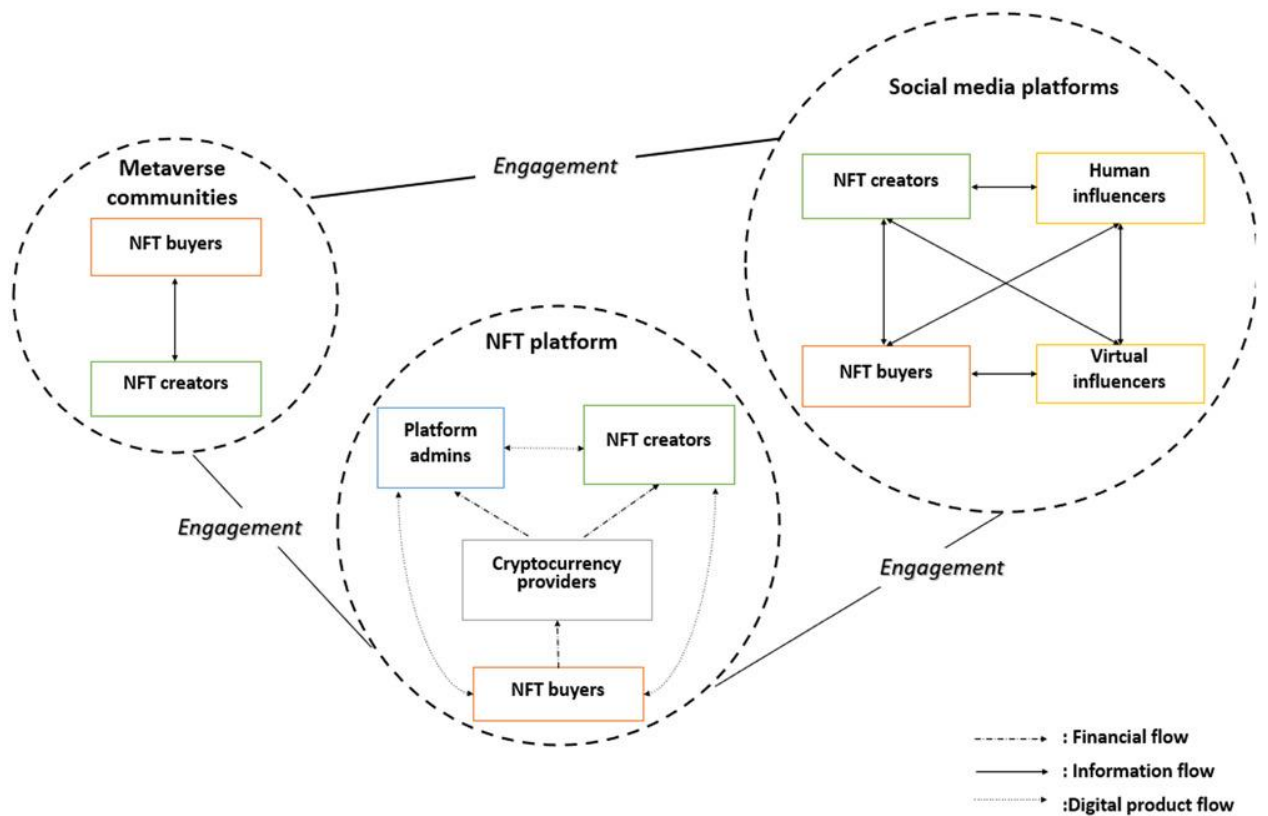 Metaverse
communities
NFT buyers
NFT creators
Engagement
Social media platforms
NFT creators
Human
influencers
NFT buyers
Virtual
influencers
Engagement
NFT platform
Platform
admins
NFT creators
Cryptocurrency
providers
NFT buyers
Engagement
: Financial flow
: Information flow
:Digital product flow